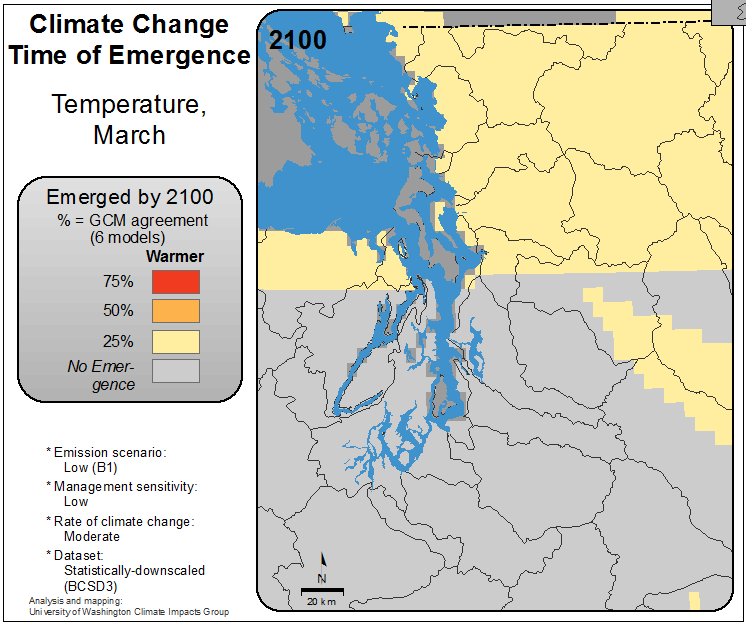 Climate Change
Time of Emergence
Temperature,
March
Emerged by 2100
% = GCM agreement
(6 models)
Warmer
75%
50%
25%
No Emer-
gence
* Emission scenario:
Low (B1)
* Management sensitivity:
Low
* Rate of climate change:
Moderate
* Dataset:
Statistically-downscaled
(BCSD3)
Analysis and mapping:
University of Washington Climate Impacts Group
2100
N
20 km